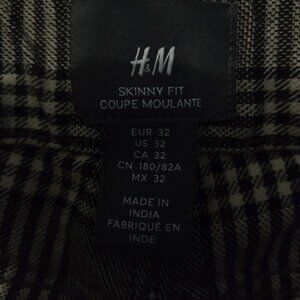 H&M
SKINNY FIT
COUPE MOULANTE
EUR 32
US 32
CA 32
CN 180/82A
MX 32
MADE IN
INDIA
FABRIQUÉ EN
INDE